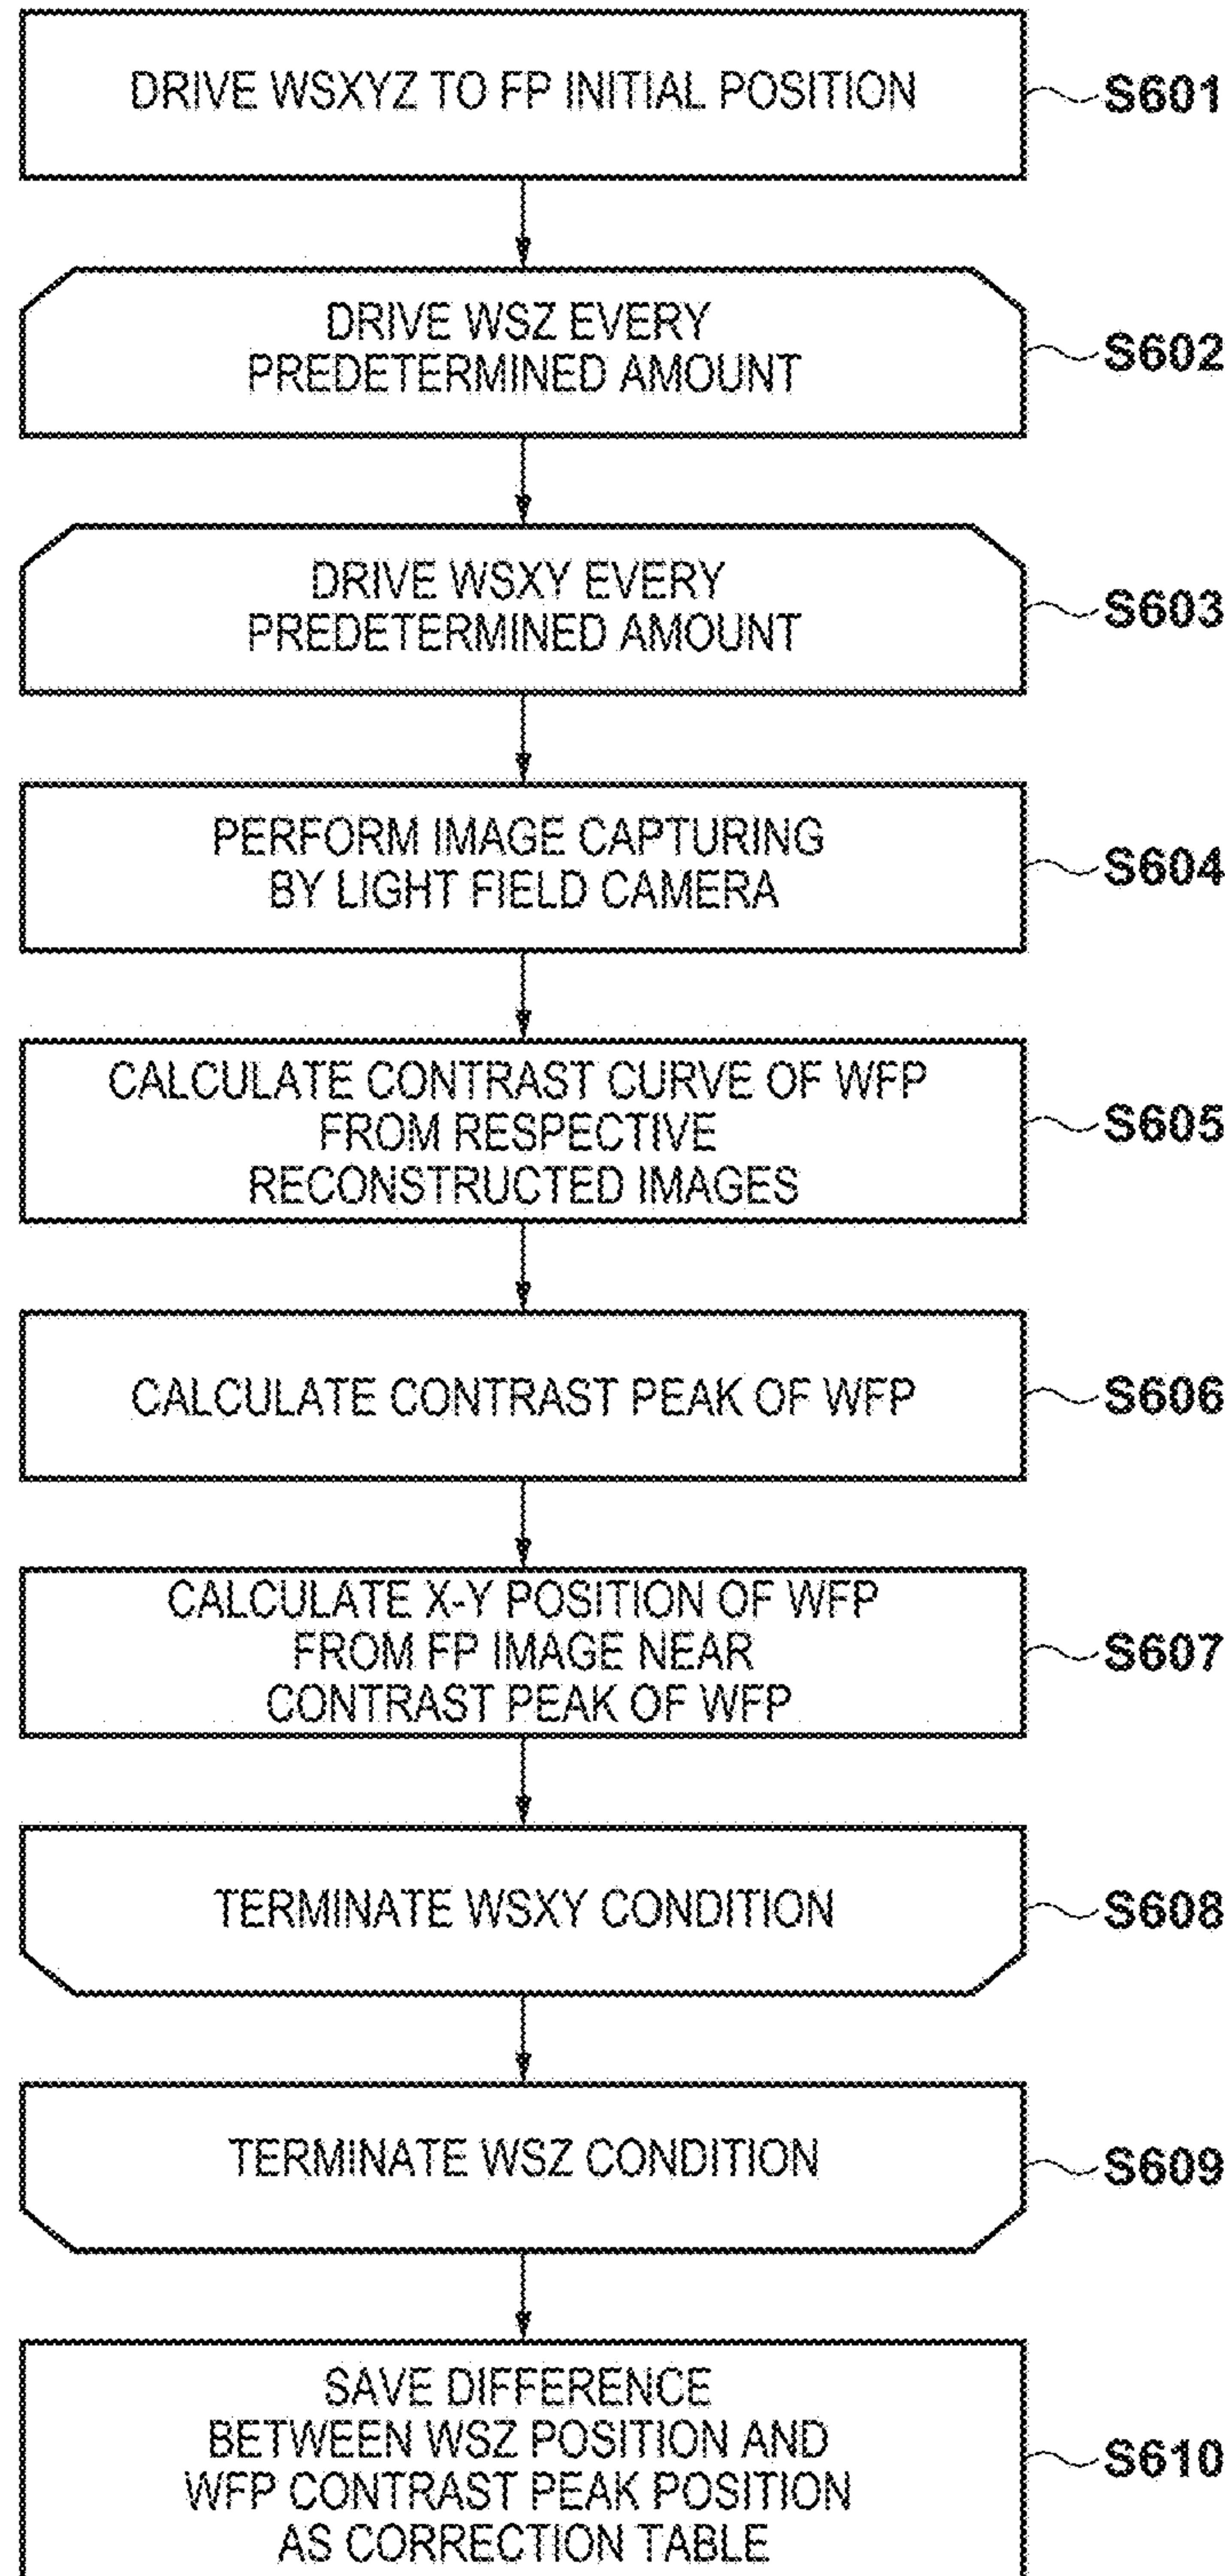 DRIVE WSXYZ TO FP INITIAL POSITION
S601
DRIVE WSZ EVERY
PREDETERMINED AMOUNT
S602
DRIVE WSXY EVERY
PREDETERMINED AMOUNT
S603
PERFORM IMAGE CAPTURING
BY LIGHT FIELD CAMERA
S604
CALCULATE CONTRAST CURVE OF WFP
FROM RESPECTIVE
RECONSTRUCTED IMAGES
S605
CALCULATE CONTRAST PEAK OF WFP
S606
CALCULATE X-Y POSITION OF WFP
FROM FP IMAGE NEAR
CONTRAST PEAK OF WFP
S607
TERMINATE WSXY CONDITION
S608
TERMINATE WSZ CONDITION
S609
SAVE DIFFERENCE
BETWEEN WSZ POSITION AND
WFP CONTRAST PEAK POSITION
AS CORRECTION TABLE
S610